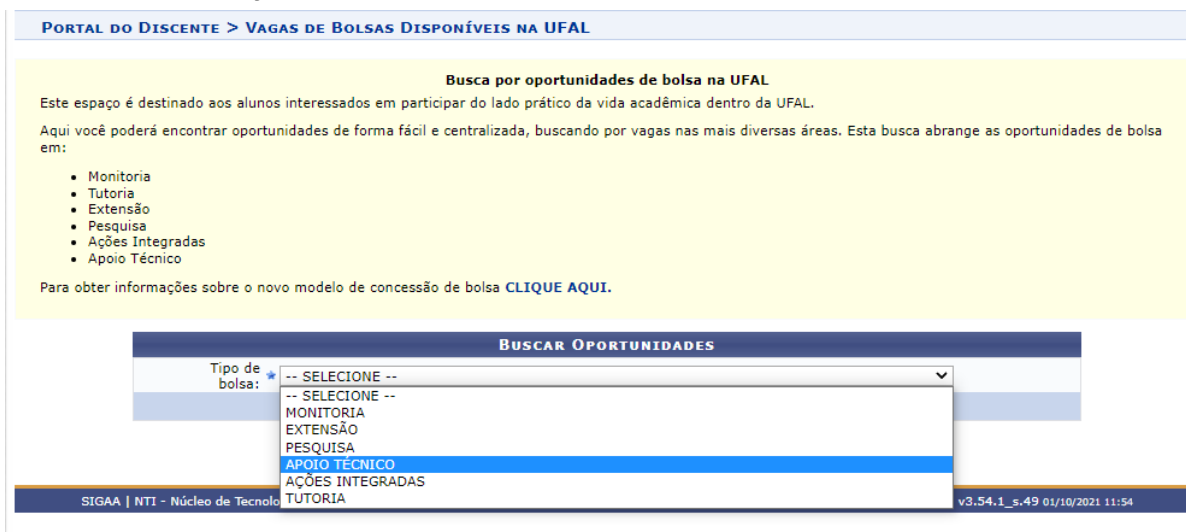 PORTAL DO DISCENTE > VAGAS DE BOLSAS DISPONÍVEIS NA UFAL
Busca por oportunidades de bolsa na UFAL
Este espaço é destinado aos alunos interessados em participar do lado prático da vida acadêmica dentro da UFAL.
Aqui você poderá encontrar oportunidades de forma fácil e centralizada, buscando por vagas nas mais diversas áreas. Esta busca abrange as oportunidades de bolsa
em:
• Monitoria
• Tutoria
• Extensão
• Pesquisa
• Ações Integradas
• Apoio Técnico
Para obter informações sobre o novo modelo de concessão de bolsa CLIQUE AQUI.
BUSCAR OPORTUNIDADES
Tipo de
bolsa:
-- SELECIONE --
-- SELECIONE --
MONITORIA
EXTENSÃO
PESQUISA
APOIO TÉCNICO
AÇÕES INTEGRADAS
TUTORIA
SIGAA | NTI - Núcleo de Tecnolo
v3.54.1_s.49 01/10/2021 11:54